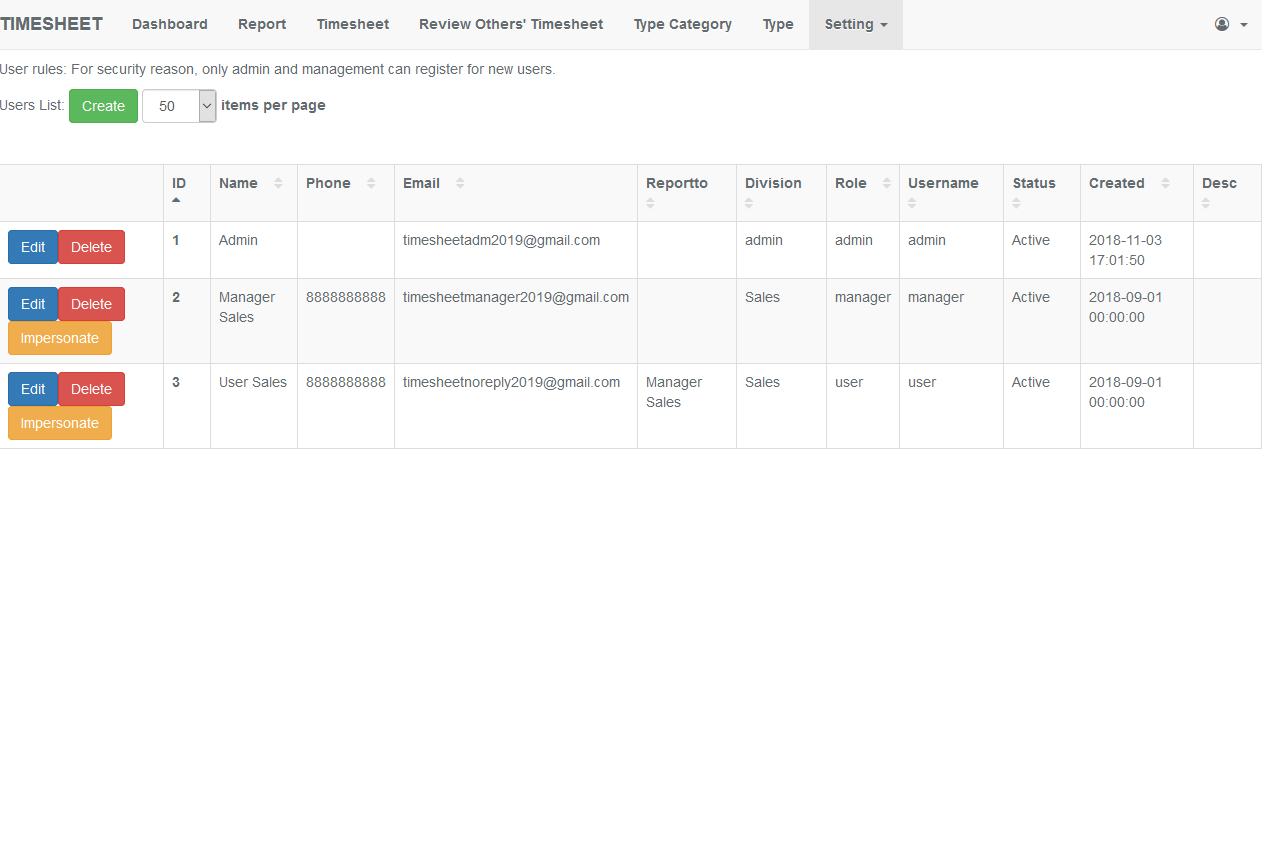 TIMESHEET Dashboard Report Timesheet Review Others' Timesheet Type Category Type Setting
User rules: For security reason, only admin and management can register for new users.
Users List: Create 50 items per page
ID Name Phone Email Reportto Division Role Username Status Created Desc
Edit Delete 1 Admin timesheetadm2019@gmail.com admin admin admin Active 2018-11-03
17:01:50
Edit Delete 2 Manager 8888888888 timesheetmanager2019@gmail.com Sales manager manager Active 2018-09-01
Sales 00:00:00
Impersonate
Edit Delete 3 User Sales 8888888888 timesheetnoreply2019@gmail.com Manager Sales user user Active 2018-09-01
Sales 00:00:00
Impersonate